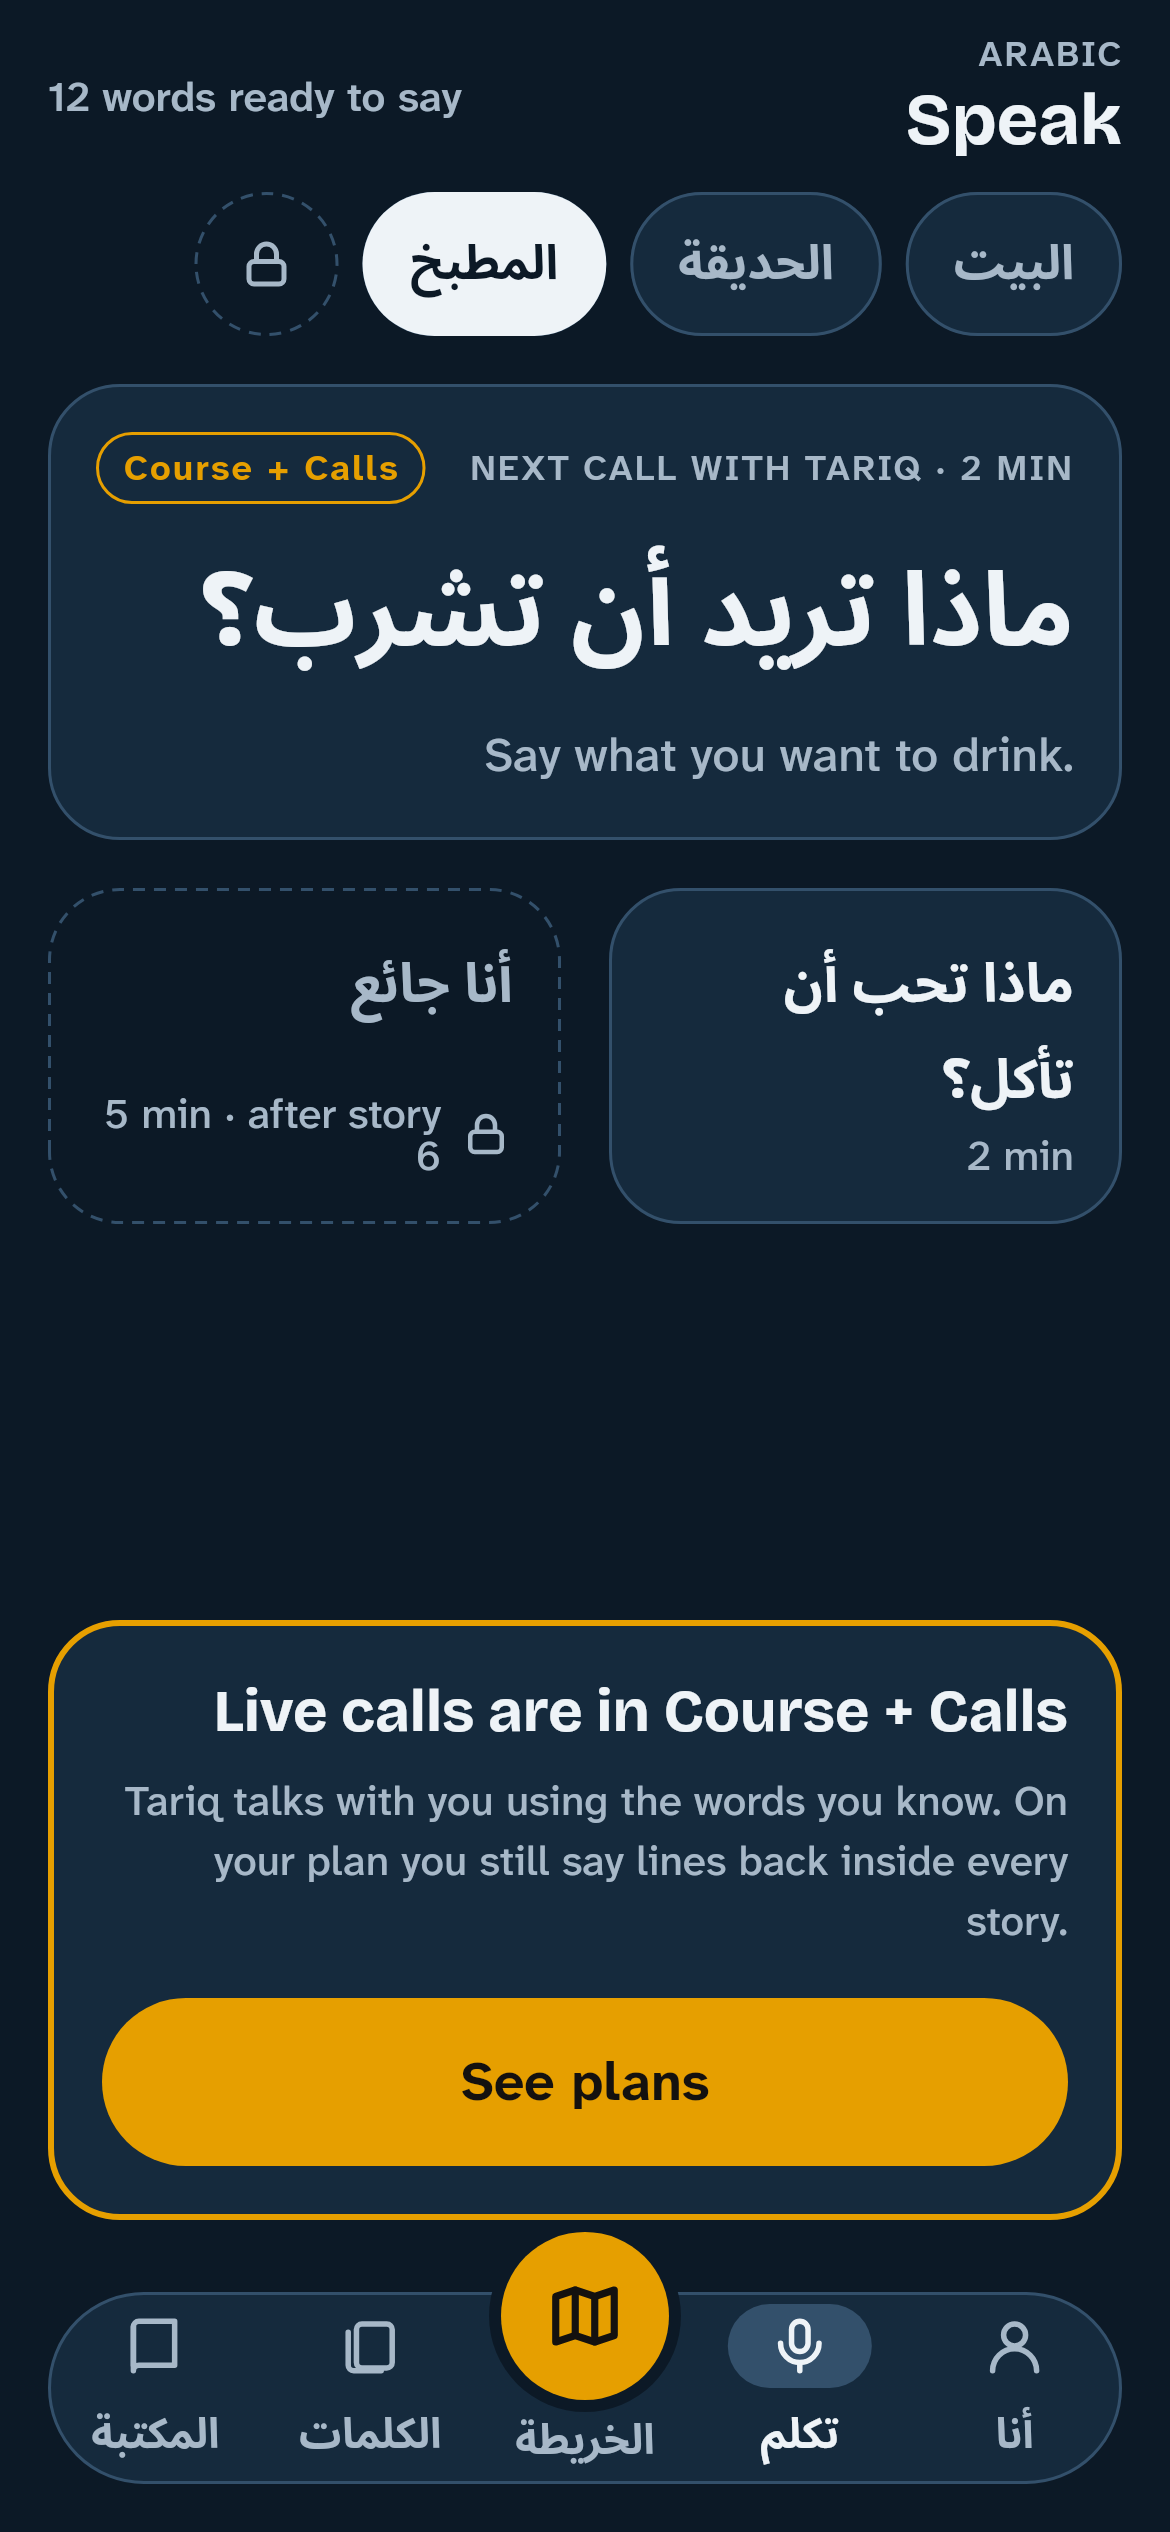 ARABIC
Speak
12 words ready to say
البيت
الحديقة
المطبخ
NEXT CALL WITH TARIQ · 2 MIN
Course + Calls
ماذا تريد أن تشرب؟
Say what you want to drink.
ماذا تحب أن
تأكل؟
2 min
أنا جائع
5 min · after story
6
Live calls are in Course + Calls
Tariq talks with you using the words you know. On
your plan you still say lines back inside every
story.
See plans
أنا
تكلم
الخريطة
الكلمات
المكتبة